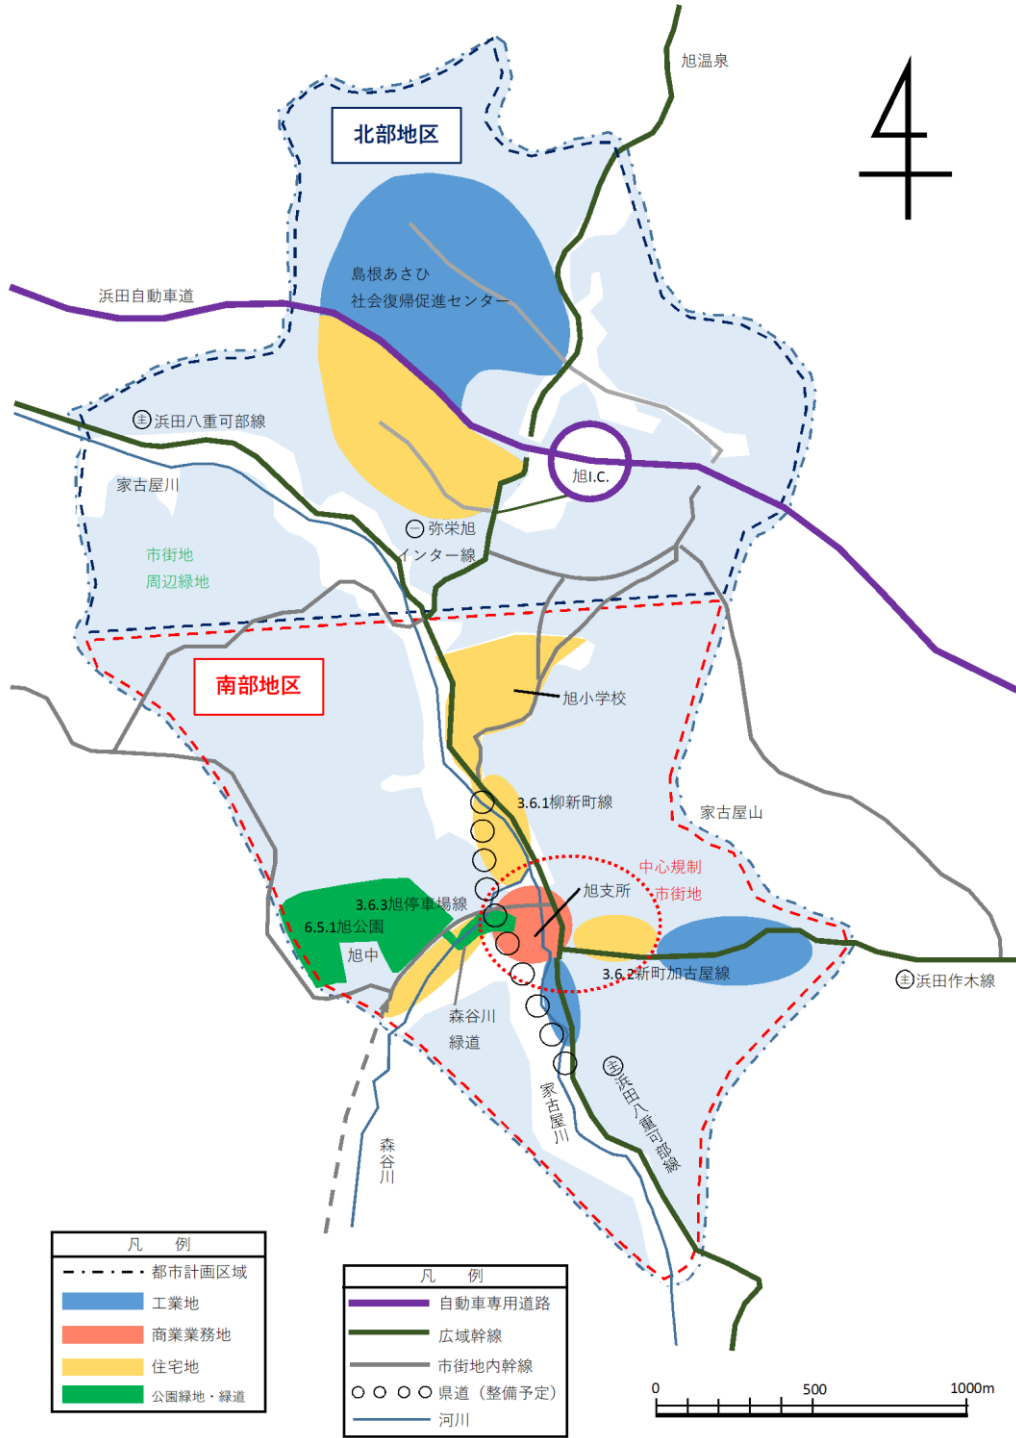 旭温泉
北部地区
島根あさひ
社会復帰促進センター
浜田自動車道
主 浜田八重可部線
家古屋川
旭I.C.
一 弥栄旭
インター線
市街地
周辺緑地
南部地区
旭小学校
3.6.1柳新町線
家古屋山
中心規制
市街地
旭支所
3.6.3旭停車場線
6.5.1旭公園
旭中
3.6.2新町加古屋線
主 浜田作木線
森谷川
緑道
主 浜田八重可部線
家古屋川
森谷川
凡 例
都市計画区域
工業地
商業業務地
住宅地
公園緑地・緑道
凡 例
自動車専用道路
広域幹線
市街地内幹線
県道（整備予定）
河川
0 500 1000m